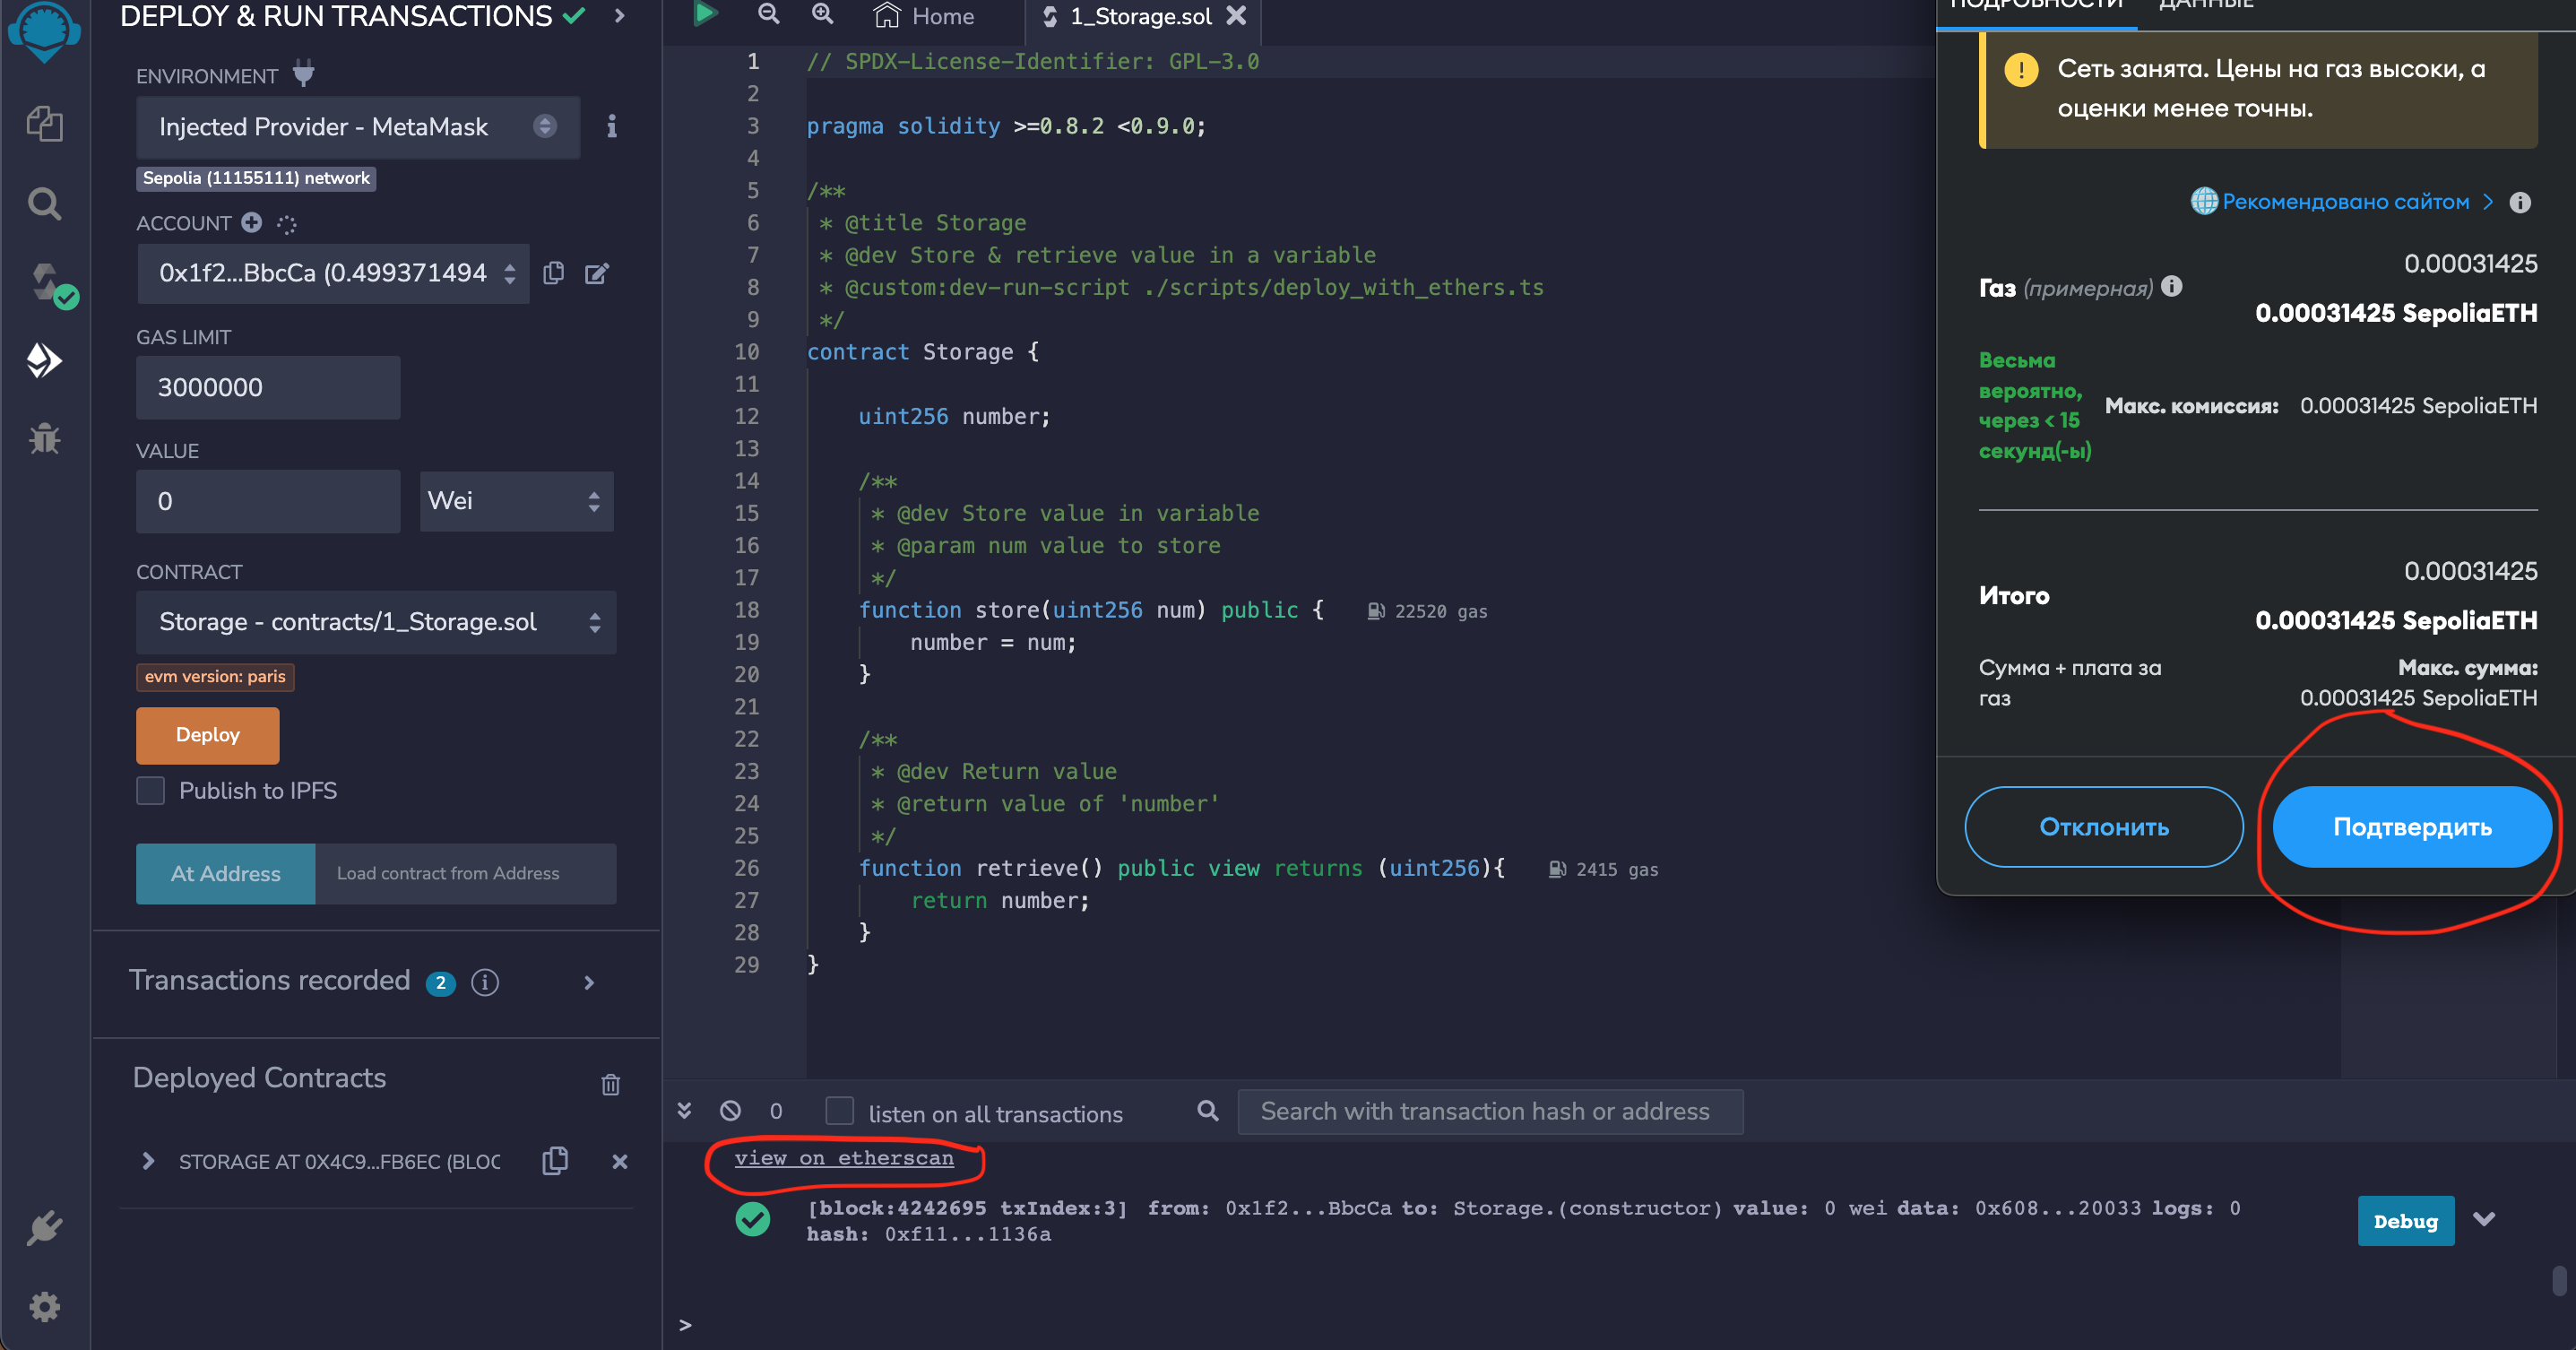 DEPLOY & RUN TRANSACTIONS
ENVIRONMENT
Injected Provider - MetaMask
Sepolia (11155111) network
ACCOUNT
0x1f2...BbcCa (0.499371494
GAS LIMIT
3000000
VALUE
0
Wei
CONTRACT
Storage - contracts/1_Storage.sol
evm version: paris
Deploy
Publish to IPFS
At Address
Load contract from Address
Transactions recorded 2
Deployed Contracts
STORAGE AT 0X4C9...FB6EC (BLOC
Home
1_Storage.sol
1 // SPDX-License-Identifier: GPL-3.0
2
3 pragma solidity >=0.8.2 <0.9.0;
4
5 /**
6 * @title Storage
7 * @dev Store & retrieve value in a variable
8 * @custom:dev-run-script ./scripts/deploy_with_ethers.ts
9 */
10 contract Storage {
11
12 uint256 number;
13
14 /**
15 * @dev Store value in variable
16 * @param num value to store
17 */
18 function store(uint256 num) public { 22520 gas
19 number = num;
20 }
21
22 /**
23 * @dev Return value
24 * @return value of 'number'
25 */
26 function retrieve() public view returns (uint256){ 2415 gas
27 return number;
28 }
29 }
0
listen on all transactions
Search with transaction hash or address
view on etherscan
[block:4242695 txIndex:3] from: 0x1f2...BbcCa to: Storage.(constructor) value: 0 wei data: 0x608...20033 logs: 0
hash: 0xf11...1136a
Debug
>
ПОДРОБНОСТИ
ДАННЫЕ
Сеть занята. Цены на газ высоки, а
оценки менее точны.
Рекомендовано сайтом >
0.00031425
Газ (примерная)
0.00031425 SepoliaETH
Весьма
вероятно,
через < 15
секунд(-ы)
Макс. комиссия: 0.00031425 SepoliaETH
0.00031425
Итого
0.00031425 SepoliaETH
Сумма + плата за
газ
Макс. сумма:
0.00031425 SepoliaETH
Отклонить
Подтвердить